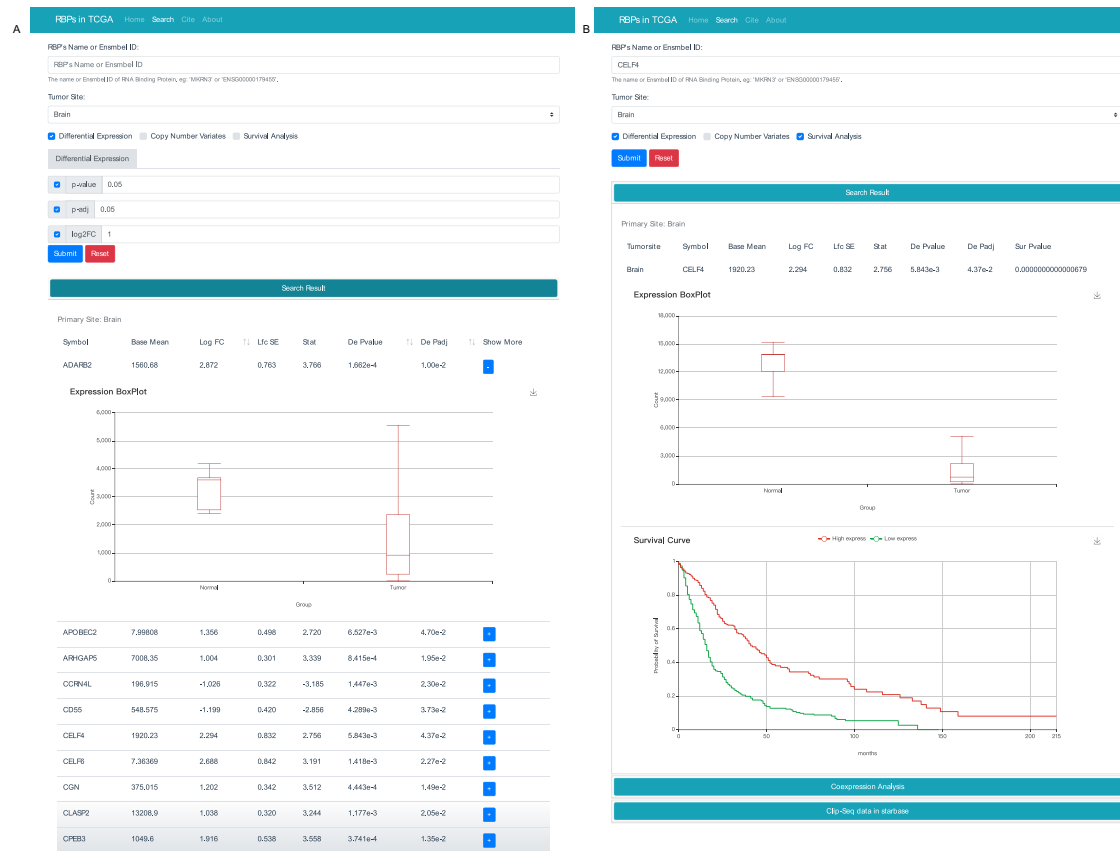 A
RBPs in TCGA Home Search Cite About
RBP's Name or Ensmbel ID:
RBP's Name or Ensmbel ID
The name or Ensmbel ID of RNA Binding Protein, eg: 'MKRN3' or 'ENSG00000179455'.
Tumor Site:
Brain
Differential Expression Copy Number Variates Survival Analysis
Differential Expression
p-value 0.05
p-adj 0.05
log2FC 1
Submit Reset
Search Result
Primary Site: Brain
Symbol Base Mean Log FC ↑↓ Lfc SE Stat De Pvalue ↑↓ De Padj ↑↓ Show More
ADARB2 1560.68 2.872 0.763 3.766 1.662e-4 1.00e-2 -
Expression BoxPlot
6,000
5,000
4,000
3,000
2,000
1,000
0
Count
Normal Tumor
Group
APOBEC2 7.99808 1.356 0.498 2.720 6.527e-3 4.70e-2 +
ARHGAP5 7008.35 1.004 0.301 3.339 8.415e-4 1.95e-2 +
CCRN4L 196.915 -1.026 0.322 -3.185 1.447e-3 2.30e-2 +
CD55 548.575 -1.199 0.420 -2.856 4.289e-3 3.73e-2 +
CELF4 1920.23 2.294 0.832 2.756 5.843e-3 4.37e-2 +
CELF6 7.36369 2.688 0.842 3.191 1.418e-3 2.27e-2 +
CGN 375.015 1.202 0.342 3.512 4.443e-4 1.49e-2 +
CLASP2 13208.9 1.038 0.320 3.244 1.177e-3 2.05e-2 +
CPEB3 1049.6 1.916 0.538 3.558 3.741e-4 1.35e-2 +
B
RBPs in TCGA Home Search Cite About
RBP's Name or Ensmbel ID:
CELF4
The name or Ensmbel ID of RNA Binding Protein, eg: 'MKRN3' or 'ENSG00000179455'.
Tumor Site:
Brain
Differential Expression Copy Number Variates Survival Analysis
Submit Reset
Search Result
Primary Site: Brain
Tumorsite Symbol Base Mean Log FC Lfc SE Stat De Pvalue De Padj Sur Pvalue
Brain CELF4 1920.23 2.294 0.832 2.756 5.843e-3 4.37e-2 0.0000000000000679
Expression BoxPlot
18,000
15,000
12,000
9,000
6,000
3,000
0
Count
Normal Tumor
Group
Survival Curve
High express Low express
1
0.8
0.6
0.4
0.2
0
Probability of Survival
0 50 100 150 200 215
months
Coexpression Analysis
Clip-Seq data in starbase